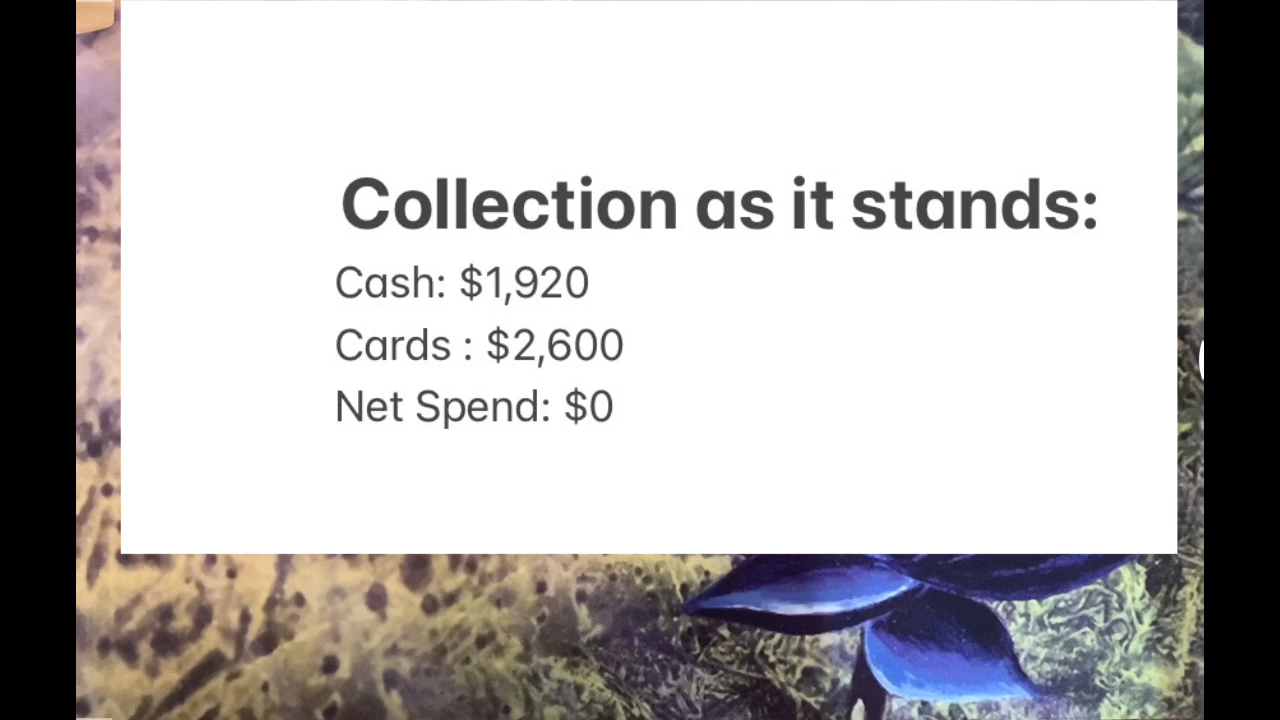 Collection as it stands:
Cash: $1,920
Cards : $2,600
Net Spend: $0